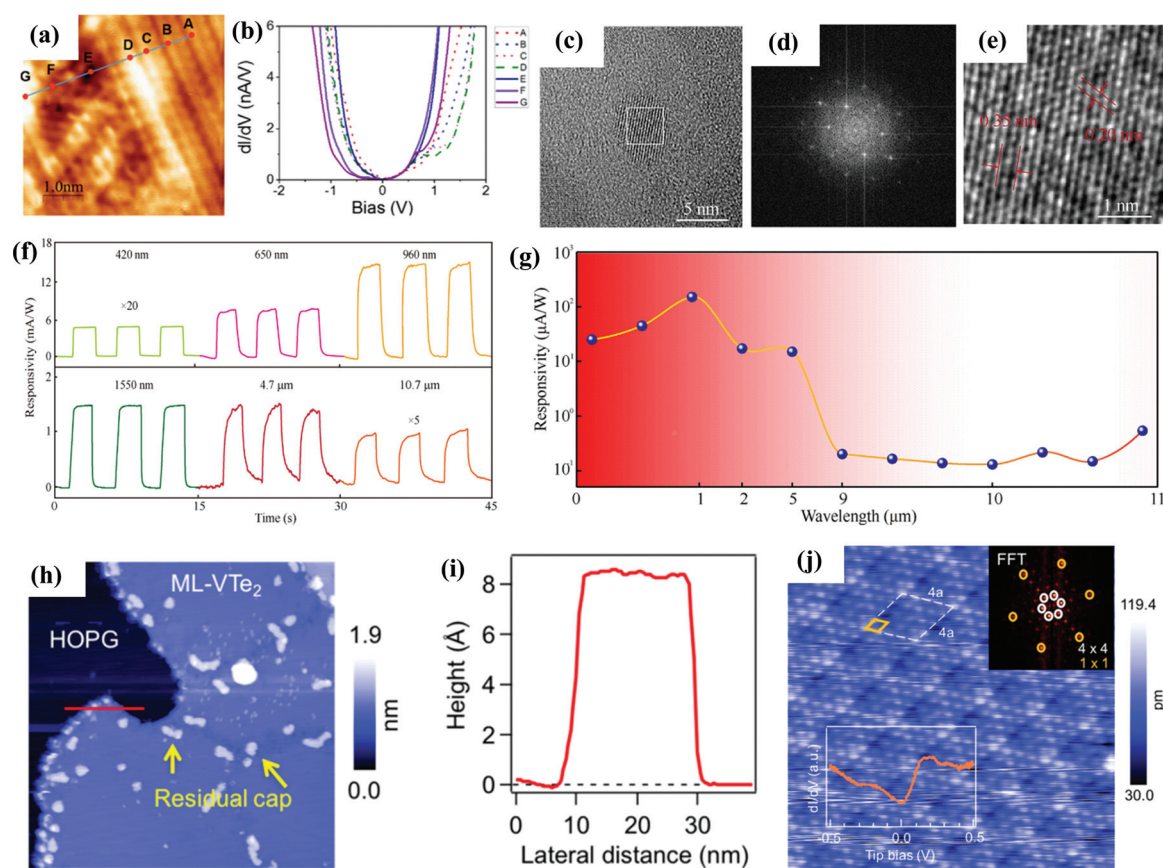 (a)
A
B
C
D
E
F
G
1.0nm
(b)
dI/dV (nA/V)
6
4
2
0
-2 -1 0 1 2
Bias (V)
A
B
C
D
E
F
G
(c)
5 nm
(d)
(e)
0.35 nm
0.20 nm
1 nm
(f)
Responsivity (mA/W)
18
12
6
0
420 nm 650 nm 960 nm
×20
2
1
0
1550 nm 4.7 μm 10.7 μm
×5
0 15 30 45
Time (s)
(g)
Responsivity (μA/W)
10³
10²
10¹
10⁰
10¹
0 1 2 5 9 10 11
Wavelength (μm)
(h)
ML-VTe₂
HOPG
Residual cap
1.9
nm
0.0
(i)
Height (Å)
8
6
4
2
0
0 10 20 30
Lateral distance (nm)
(j)
4a
4a
FFT
4 x 4
1 x 1
119.4
pm
30.0
dI/dV (a.u.)
-0.5 0.0 0.5
Tip bias (V)